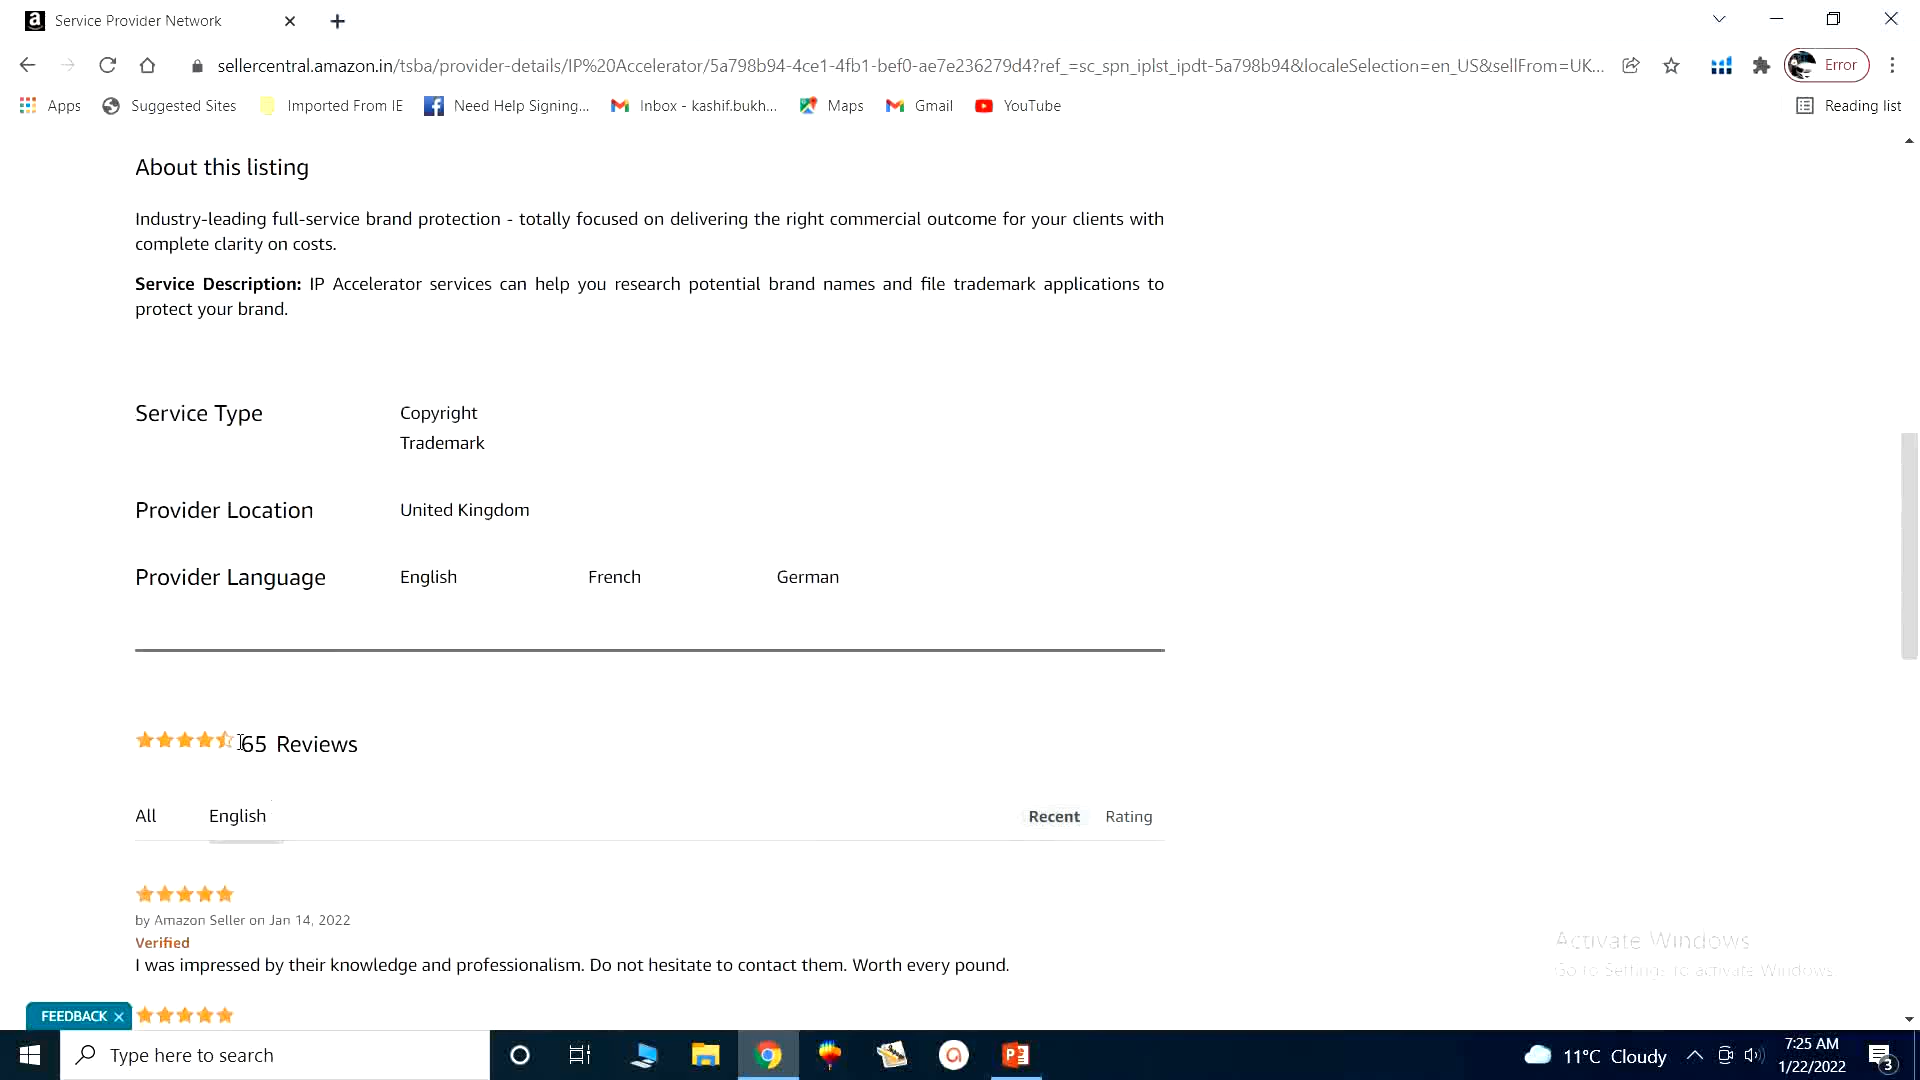 Service Provider Network
sellercentral.amazon.in/tsba/provider-details/IP%20Accelerator/5a798b94-4ce1-4fb1-bef0-ae7e236279d4?ref_=sc_spn_iplst_ipdt-5a798b94&localeSelection=en_US&sellFrom=UK...
Error
Apps Suggested Sites Imported From IE Need Help Signing... Inbox - kashif.bukh... Maps Gmail YouTube Reading list
About this listing
Industry-leading full-service brand protection - totally focused on delivering the right commercial outcome for your clients with
complete clarity on costs.
Service Description: IP Accelerator services can help you research potential brand names and file trademark applications to
protect your brand.
Service Type Copyright
Trademark
Provider Location United Kingdom
Provider Language English French German
65 Reviews
All English Recent Rating
by Amazon Seller on Jan 14, 2022
Verified
I was impressed by their knowledge and professionalism. Do not hesitate to contact them. Worth every pound.
Activate Windows
Go to Settings to activate Windows.
FEEDBACK
Type here to search
11°C Cloudy
7:25 AM
1/22/2022
3